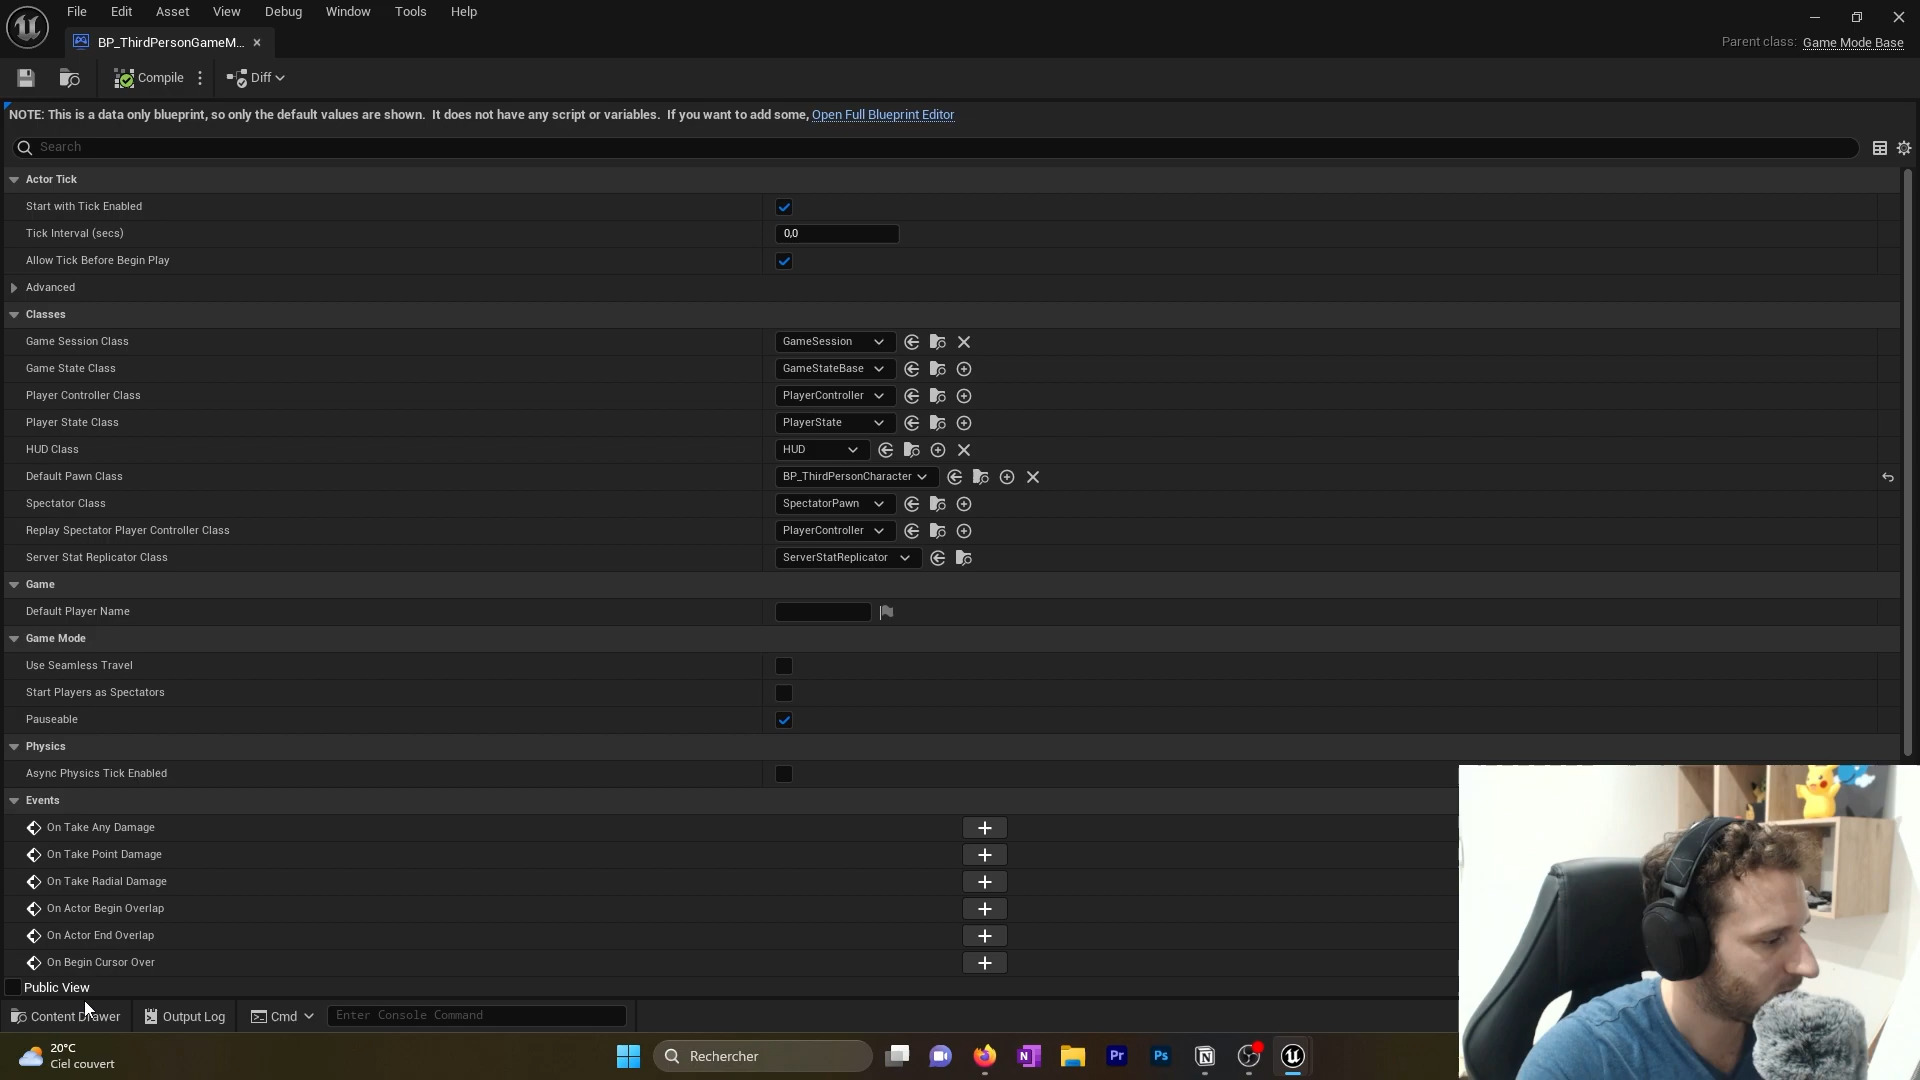 File Edit Asset View Debug Window Tools Help
BP_ThirdPersonGameM...
Parent class: Game Mode Base
Compile Diff
NOTE: This is a data only blueprint, so only the default values are shown. It does not have any script or variables. If you want to add some, Open Full Blueprint Editor
Search
Actor Tick
Start with Tick Enabled
Tick Interval (secs) 0,0
Allow Tick Before Begin Play
Advanced
Classes
Game Session Class GameSession
Game State Class GameStateBase
Player Controller Class PlayerController
Player State Class PlayerState
HUD Class HUD
Default Pawn Class BP_ThirdPersonCharacter
Spectator Class SpectatorPawn
Replay Spectator Player Controller Class PlayerController
Server Stat Replicator Class ServerStatReplicator
Game
Default Player Name
Game Mode
Use Seamless Travel
Start Players as Spectators
Pauseable
Physics
Async Physics Tick Enabled
Events
On Take Any Damage
On Take Point Damage
On Take Radial Damage
On Actor Begin Overlap
On Actor End Overlap
On Begin Cursor Over
Public View
Content Drawer Output Log Cmd Enter Console Command
20°C
Ciel couvert
Rechercher
N Pr Ps